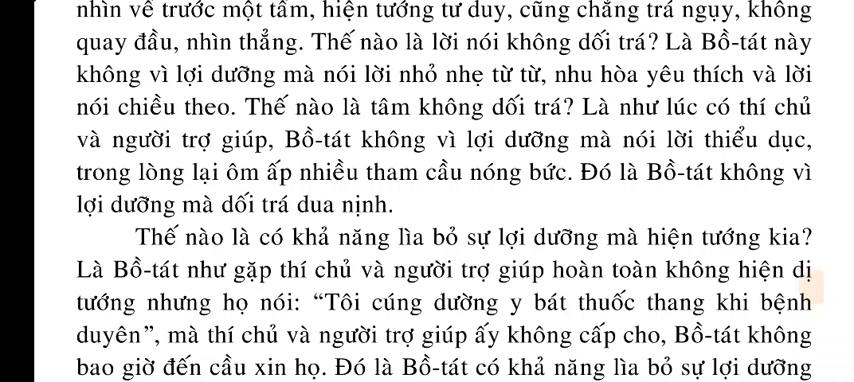 nhìn về trước một tầm, hiện tướng tư duy, cũng chẳng trá ngụy, không
quay đầu, nhìn thẳng. Thế nào là lời nói không dối trá? Là Bồ-tát này
không vì lợi dưỡng mà nói lời nhỏ nhẹ từ từ, nhu hòa yêu thích và lời
nói chiều theo. Thế nào là tâm không dối trá? Là như lúc có thí chủ
và người trợ giúp, Bồ-tát không vì lợi dưỡng mà nói lời thiểu dục,
trong lòng lại ôm ấp nhiều tham cầu nóng bức. Đó là Bồ-tát không vì
lợi dưỡng mà dối trá dua nịnh.
Thế nào là có khả năng lìa bỏ sự lợi dưỡng mà hiện tướng kia?
Là Bồ-tát như gặp thí chủ và người trợ giúp hoàn toàn không hiện dị
tướng nhưng họ nói: “Tôi cúng dường y bát thuốc thang khi bệnh
duyên”, mà thí chủ và người trợ giúp ấy không cấp cho, Bồ-tát không
bao giờ đến cầu xin họ. Đó là Bồ-tát có khả năng lìa bỏ sự lợi dưỡng